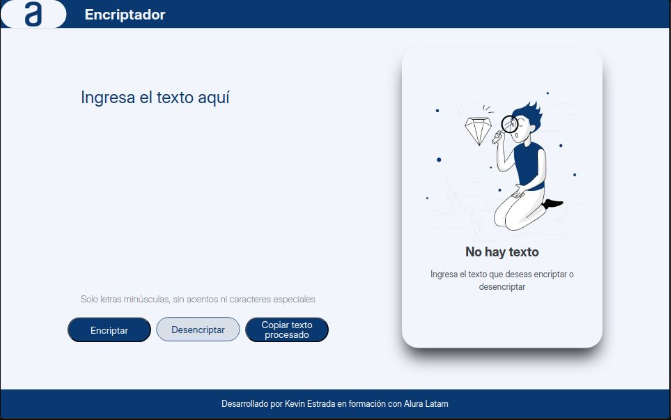 a
Encriptador
Ingresa el texto aquí
Solo letras minúsculas, sin acentos ni caracteres especiales
Encriptar
Desencriptar
Copiar texto
procesado
No hay texto
Ingresa el texto que deseas encriptar o
desencriptar
Desarrollado por Kevin Estrada en formación con Alura Latam